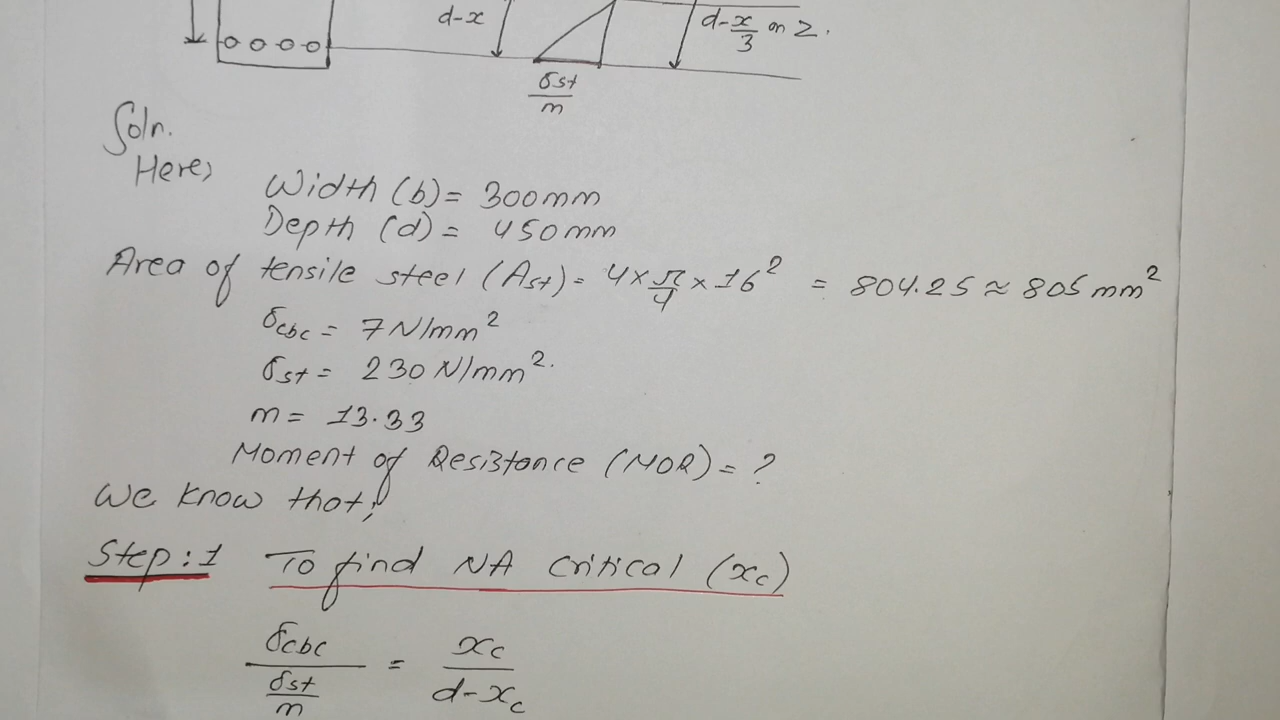 d-x
d-x/3 or Z.
σst/m
Soln.
Here,
Width (b) = 300mm
Depth (d) = 450mm
Area of tensile steel (Ast) = 4 × π/4 × 16² = 804.25 ≈ 805 mm²
σcbc = 7 N/mm²
σst = 230 N/mm².
m = 13.33
Moment of Resistance (MOR) = ?
We know that;
Step:1 To find NA Critical (xc)
σcbc/(σst/m) = xc/(d-xc)